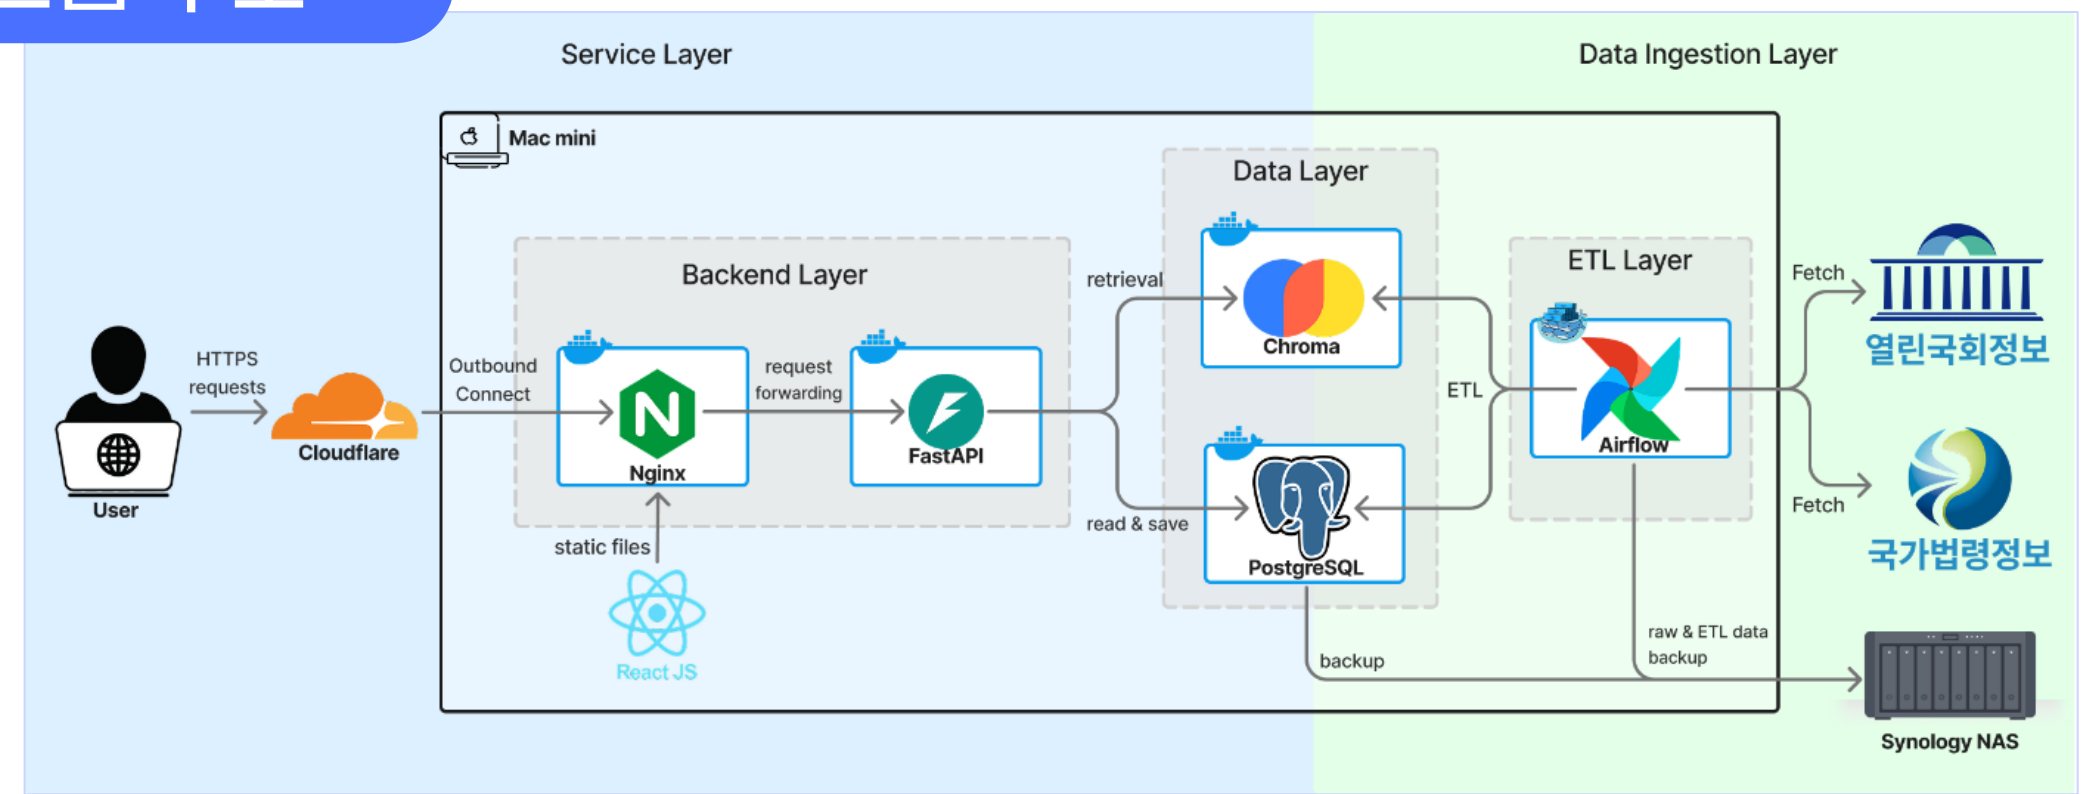 Service Layer
Data Ingestion Layer
Mac mini
Data Layer
Backend Layer
ETL Layer
retrieval
Fetch
Chroma
열린국회정보
HTTPS
requests
Outbound
Connect
request
forwarding
ETL
Cloudflare
Nginx
FastAPI
Airflow
User
static files
read & save
Fetch
국가법령정보
PostgreSQL
React JS
backup
raw & ETL data
backup
Synology NAS